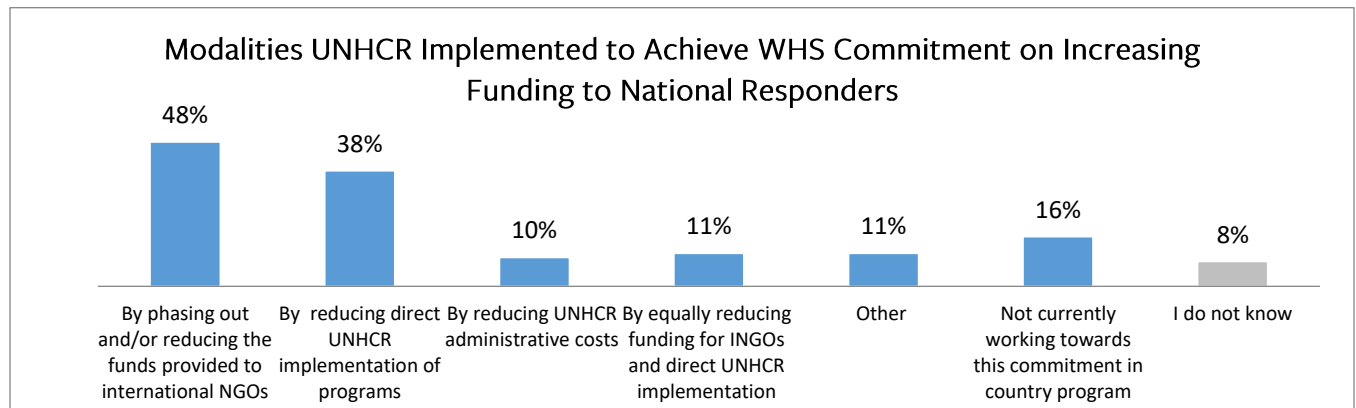 Modalities UNHCR Implemented to Achieve WHS Commitment on Increasing
Funding to National Responders
48%
38%
10%
11%
11%
16%
8%
By phasing out
and/or reducing the
funds provided to
international NGOs
By reducing direct
UNHCR
implementation of
programs
By reducing UNHCR
administrative costs
By equally reducing
funding for INGOs
and direct UNHCR
implementation
Other
Not currently
working towards
this commitment in
country program
I do not know